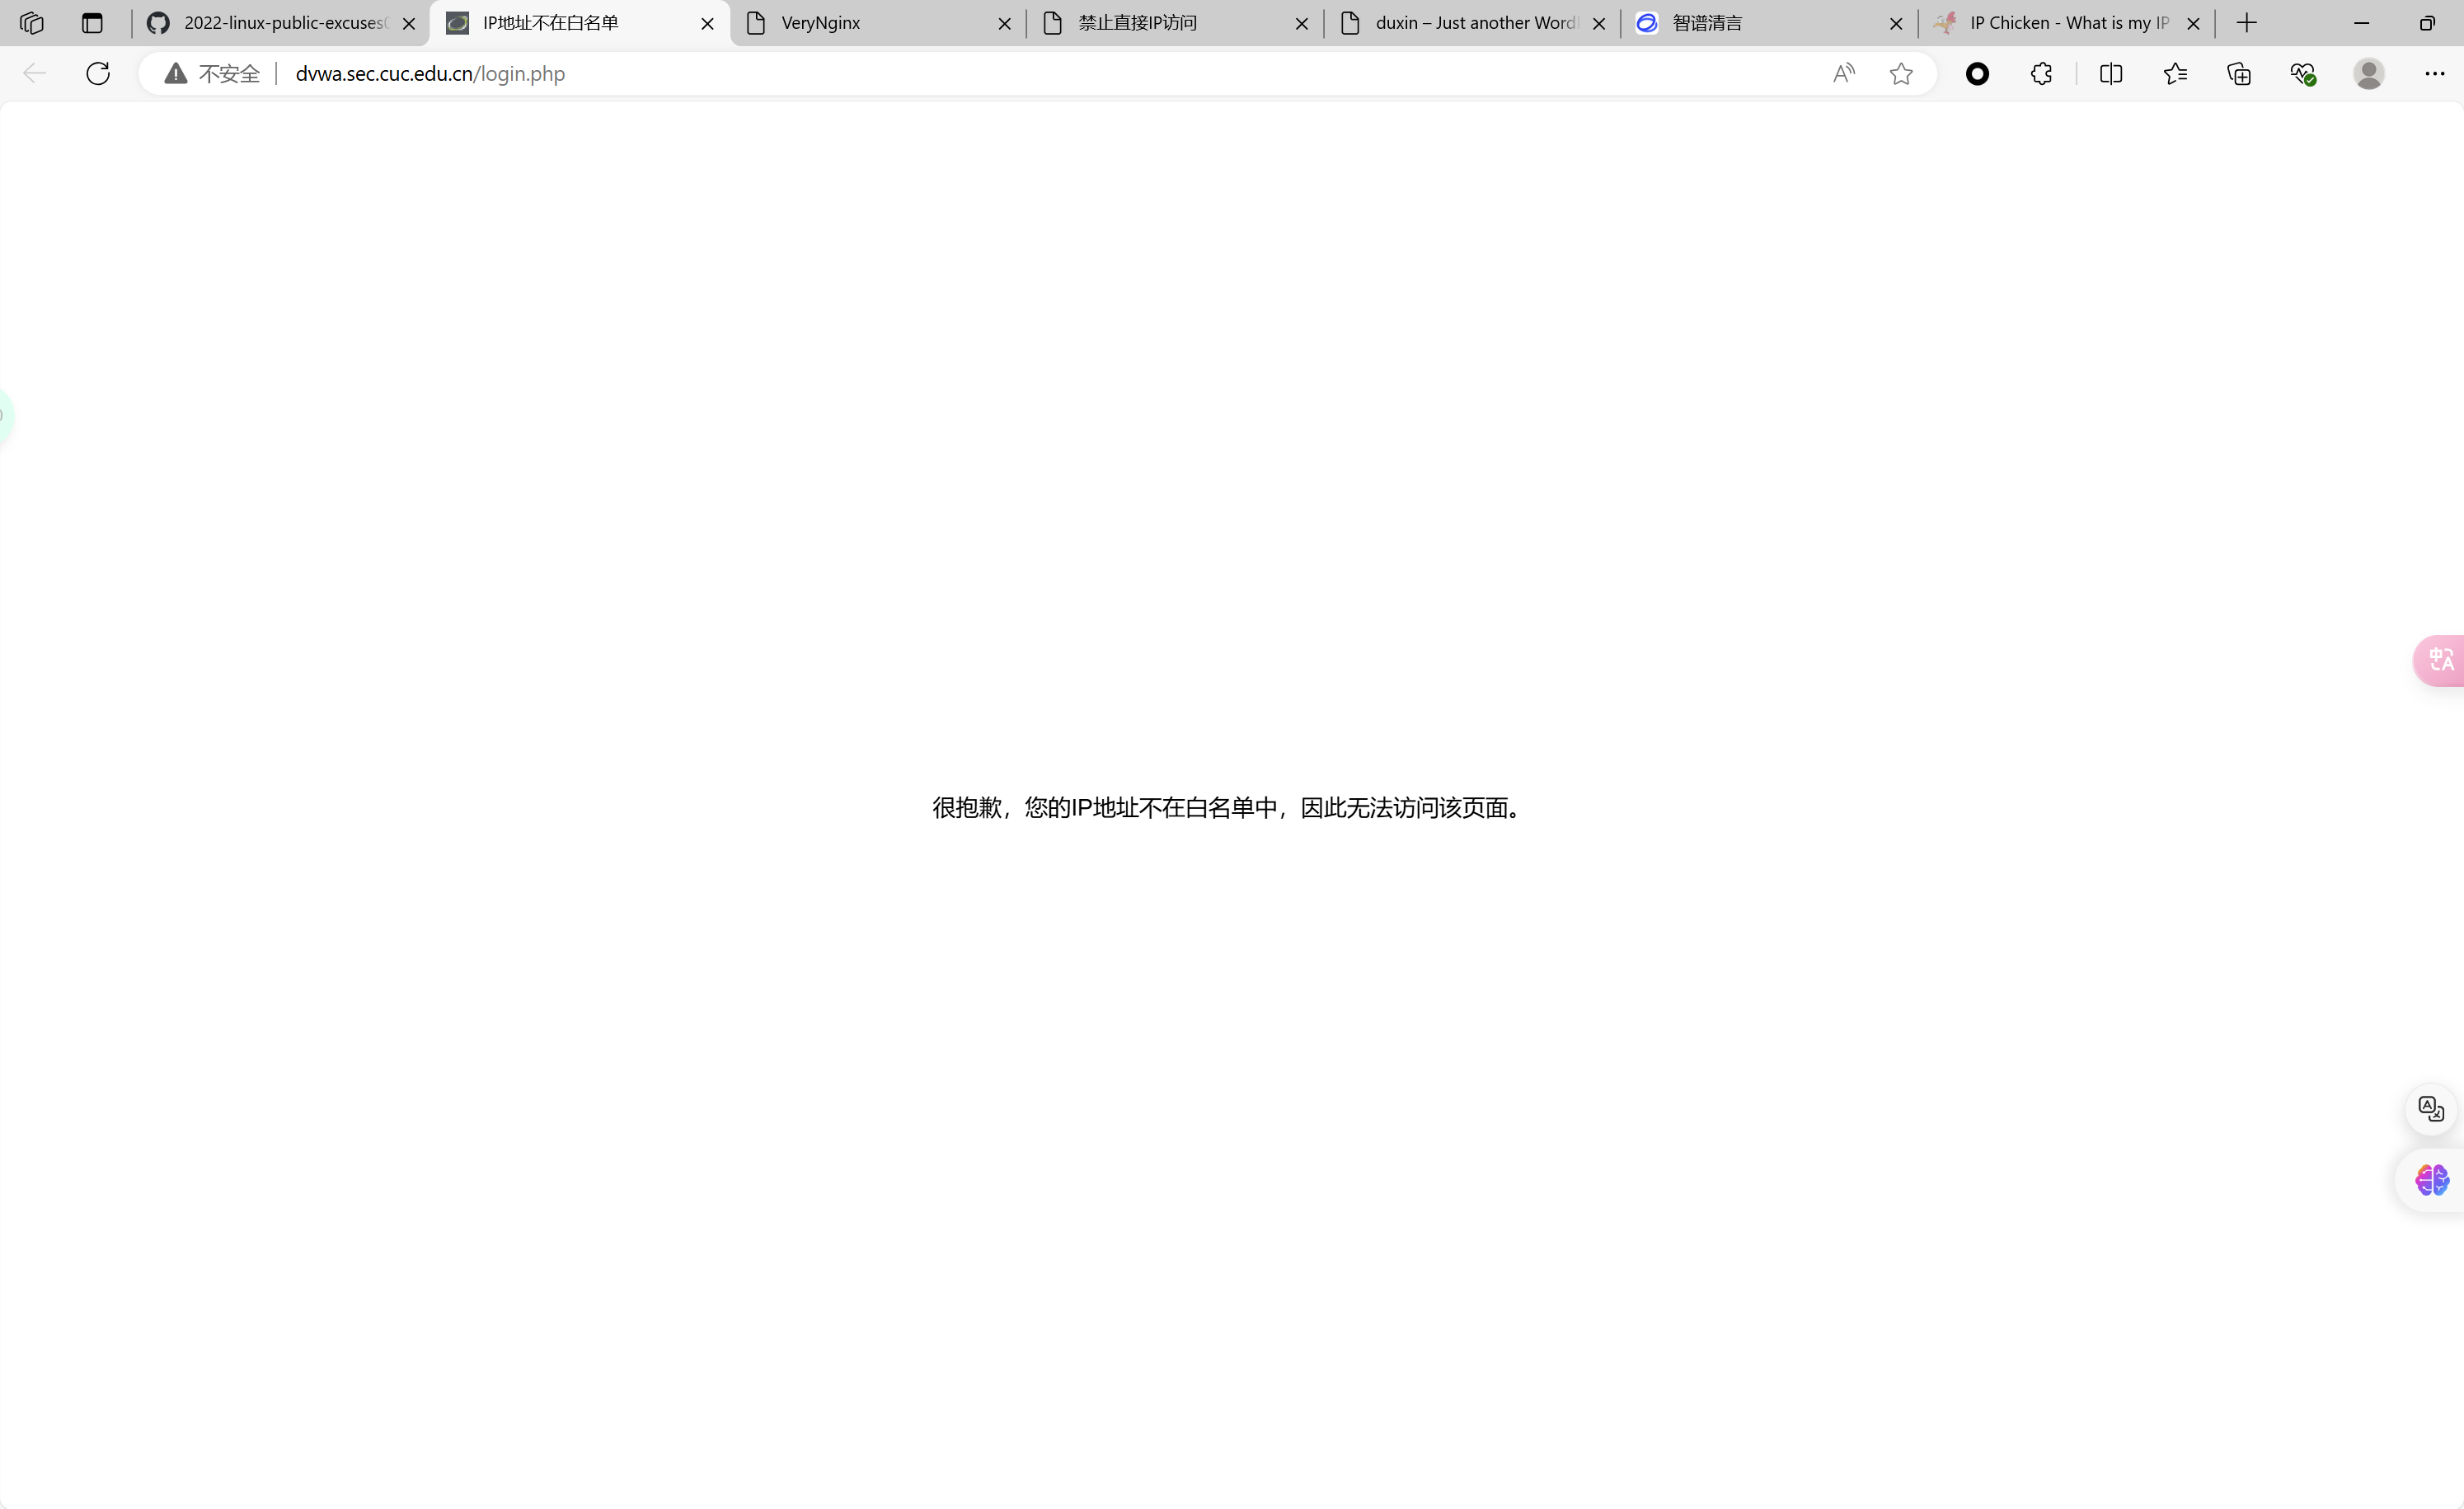 2022-linux-public-excuses
IP地址不在白名单
VeryNginx
禁止直接IP访问
duxin – Just another Word
智谱清言
IP Chicken - What is my IP
不安全
dvwa.sec.cuc.edu.cn/login.php
很抱歉，您的IP地址不在白名单中，因此无法访问该页面。